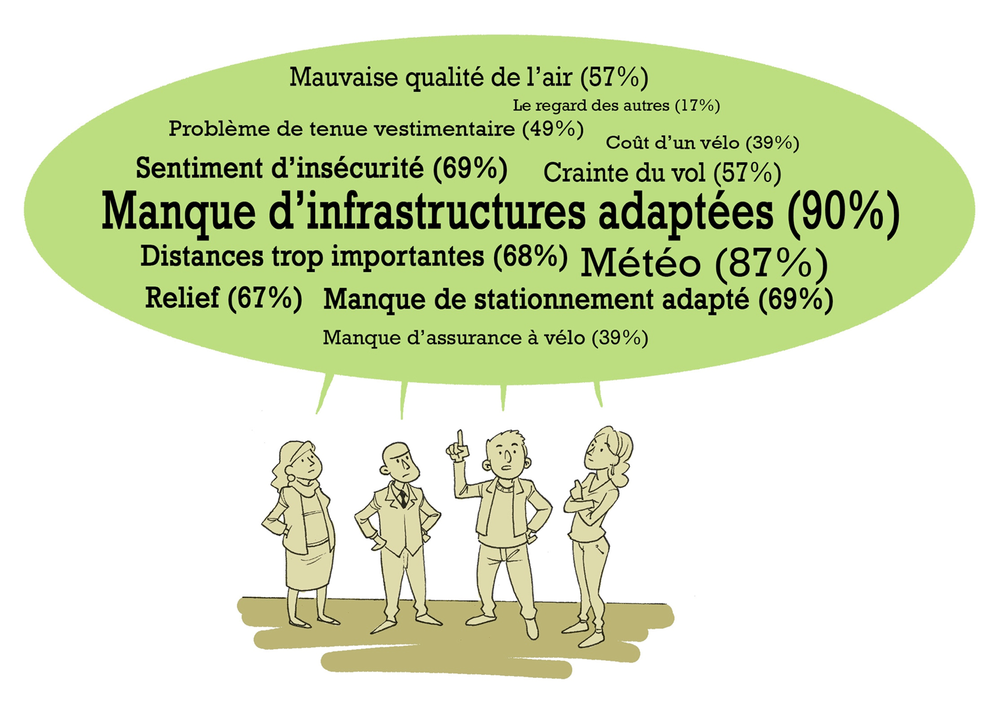 Mauvaise qualité de l'air (57%)
Le regard des autres (17%)
Problème de tenue vestimentaire (49%)
Coût d'un vélo (39%)
Sentiment d'insécurité (69%) Crainte du vol (57%)
Manque d'infrastructures adaptées (90%)
Distances trop importantes (68%) Météo (87%)
Relief (67%) Manque de stationnement adapté (69%)
Manque d'assurance à vélo (39%)